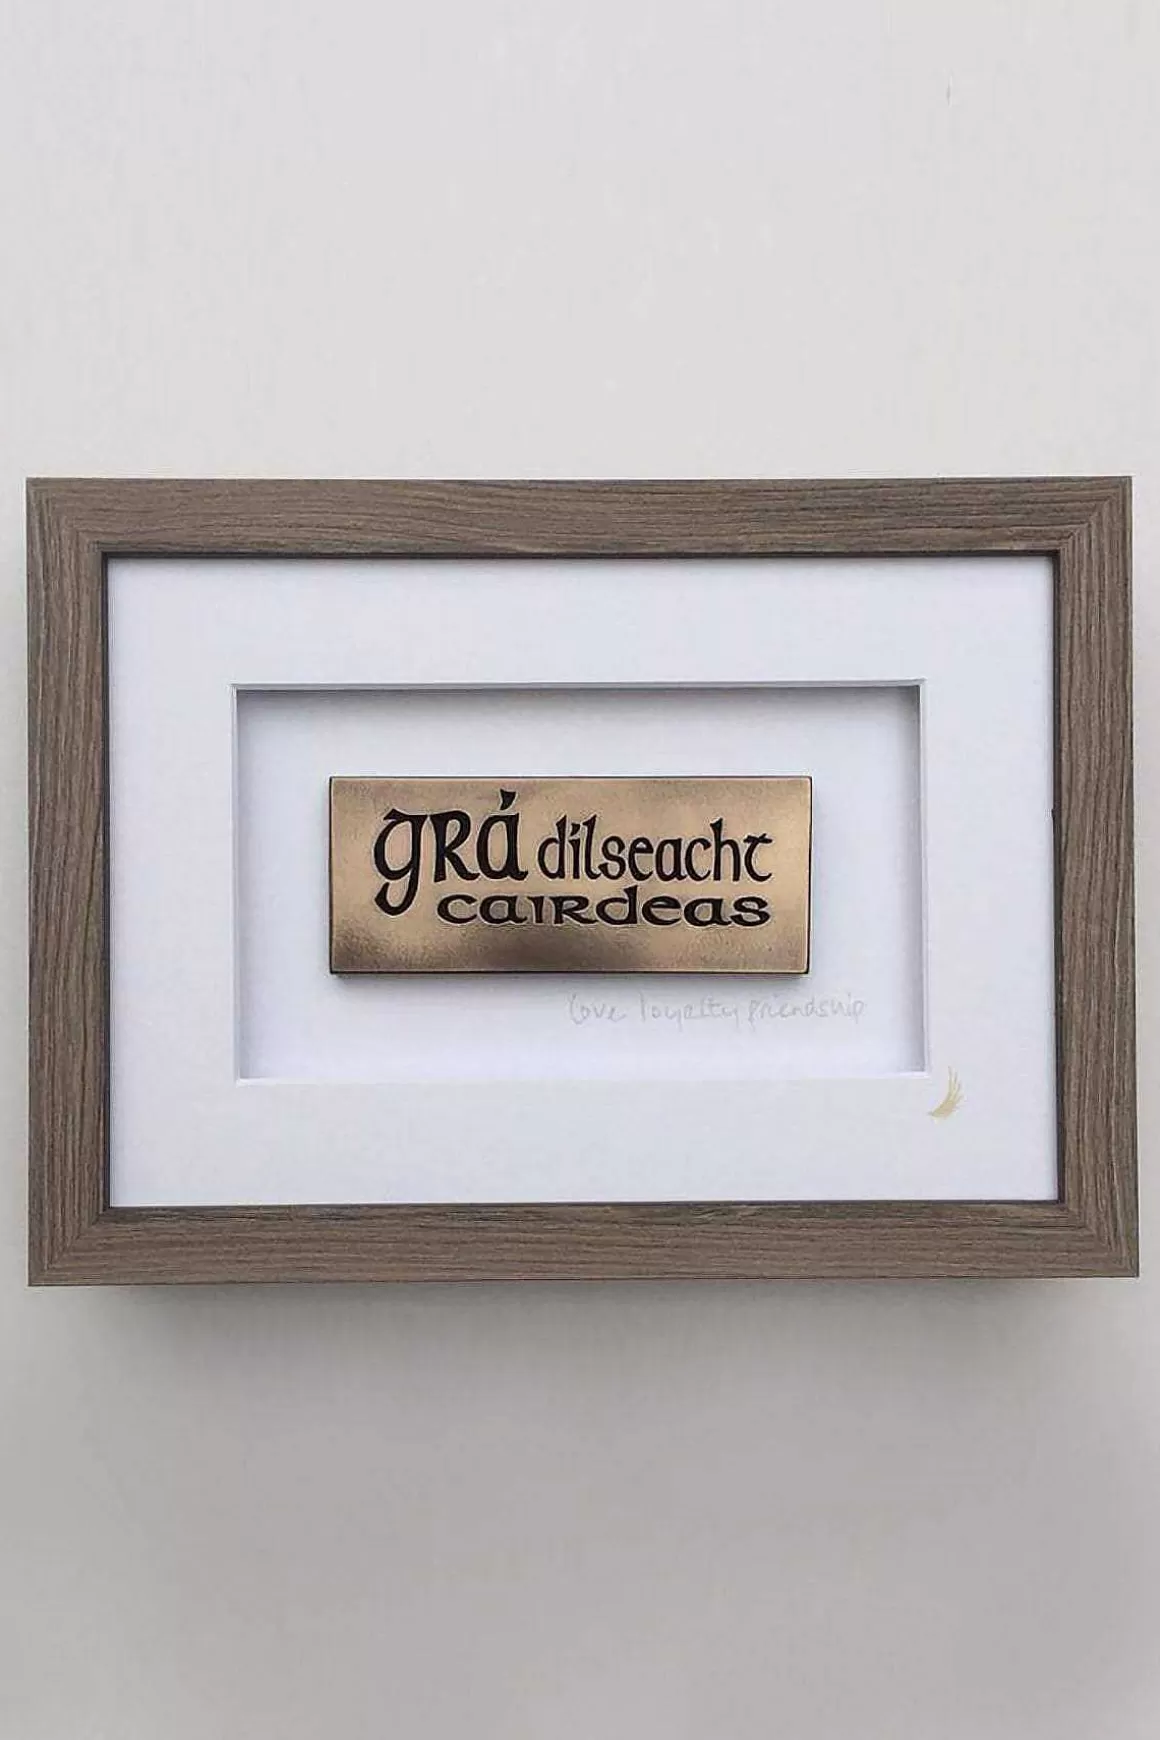 grá dílseacht
cairdeas
love loyalty friendship